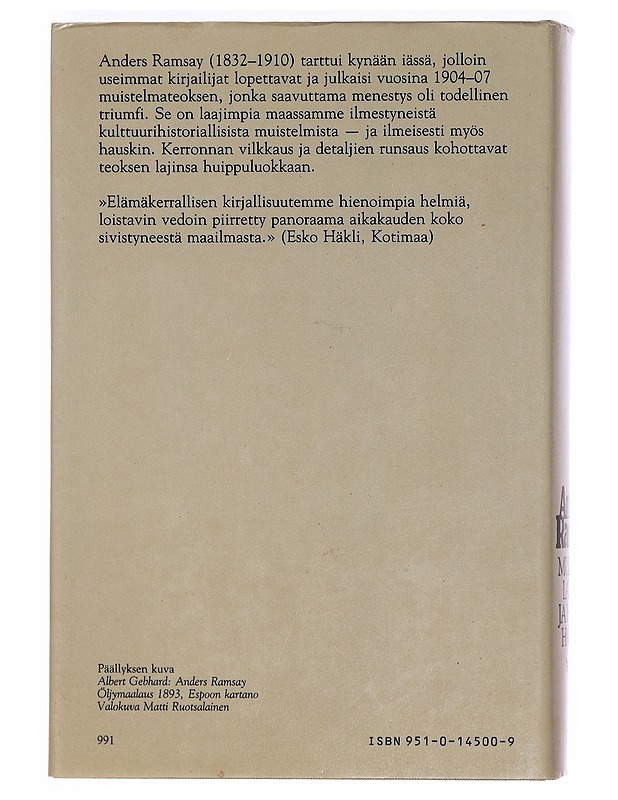 Anders Ramsay (1832–1910) tarttui kynään iässä, jolloin
useimmat kirjailijat lopettavat ja julkaisi vuosina 1904–07
muistelmateoksen, jonka saavuttama menestys oli todellinen
triumfi. Se on laajimpia maassamme ilmestyneistä
kulttuurihistoriallisista muistelmista — ja ilmeisesti myös
hauskin. Kerronnan vilkkaus ja detaljien runsaus kohottavat
teoksen lajinsa huippuluokkaan.
»Elämäkerrallisen kirjallisuutemme hienoimpia helmiä,
loistavin vedoin piirretty panoraama aikakauden koko
sivistyneestä maailmasta.» (Esko Häkli, Kotimaa)
Päällyksen kuva
Albert Gebhard: Anders Ramsay
Öljymaalaus 1893, Espoon kartano
Valokuva Matti Ruotsalainen
991
ISBN 951-0-14500-9